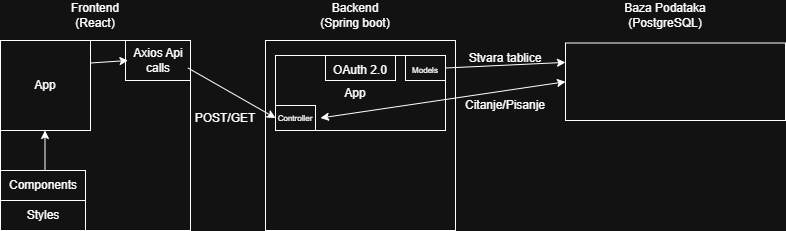 Frontend
(React)
Backend
(Spring boot)
Baza Podataka
(PostgreSQL)
App
Axios Api
calls
OAuth 2.0
Models
App
Controller
Stvara tablice
Citanje/Pisanje
POST/GET
Components
Styles